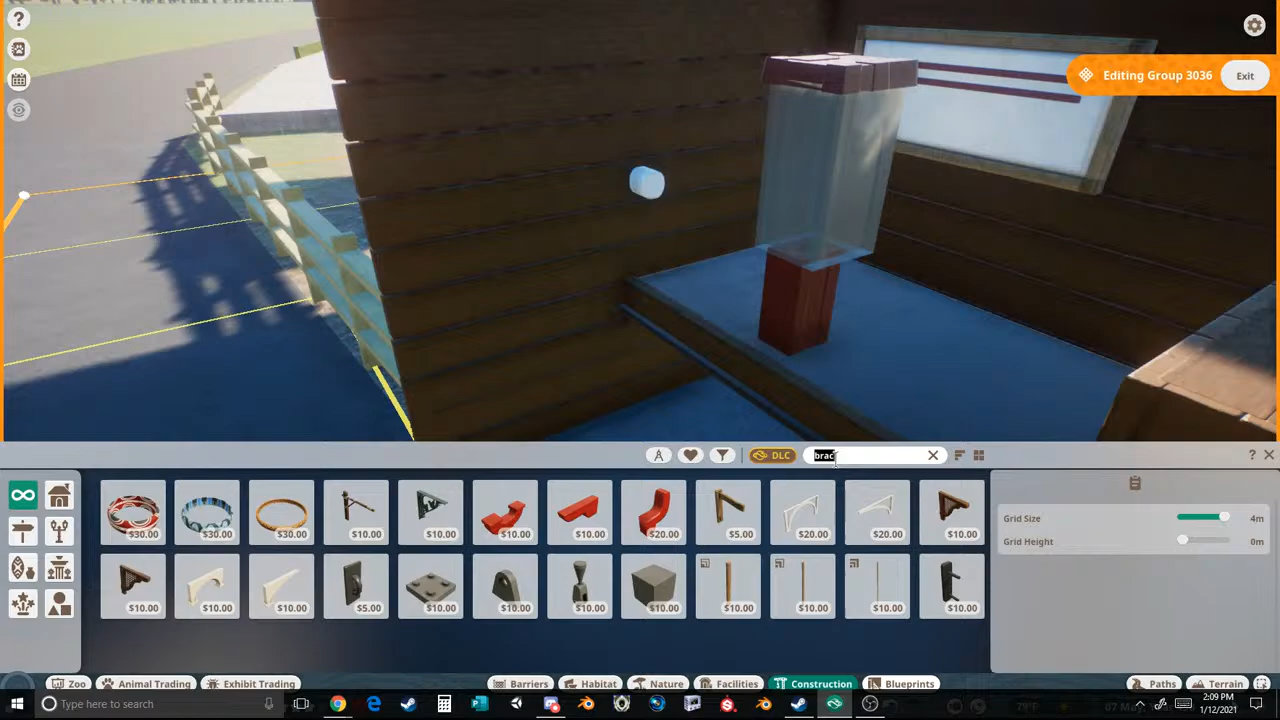 Editing Group 3036
Exit
DLC
brac
$30.00
$30.00
$30.00
$10.00
$10.00
$10.00
$10.00
$20.00
$5.00
$20.00
$20.00
$10.00
$10.00
$10.00
$10.00
$5.00
$10.00
$10.00
$10.00
$10.00
$10.00
$10.00
$10.00
$10.00
Grid Size
4m
Grid Height
0m
Zoo
Animal Trading
Exhibit Trading
Barriers
Habitat
Nature
Facilities
Construction
Blueprints
Paths
Terrain
Type here to search
2:09 PM
1/12/2021